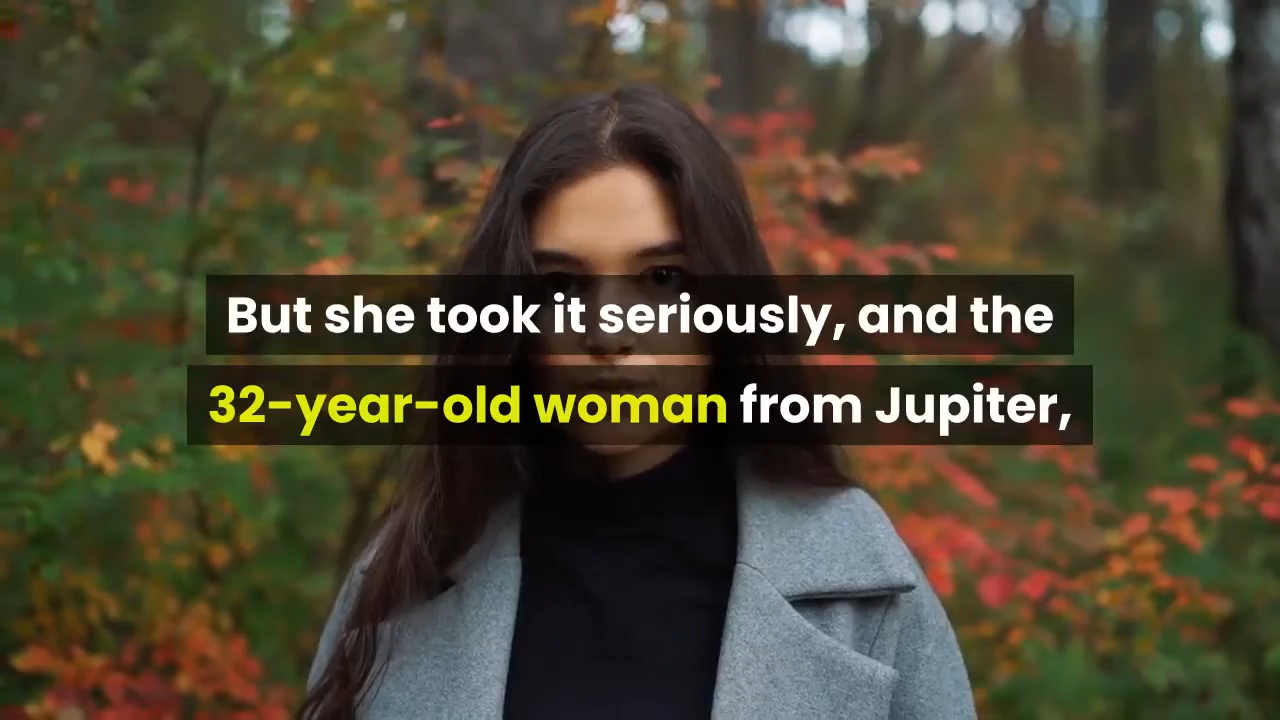 But she took it seriously, and the
32-year-old woman from Jupiter,